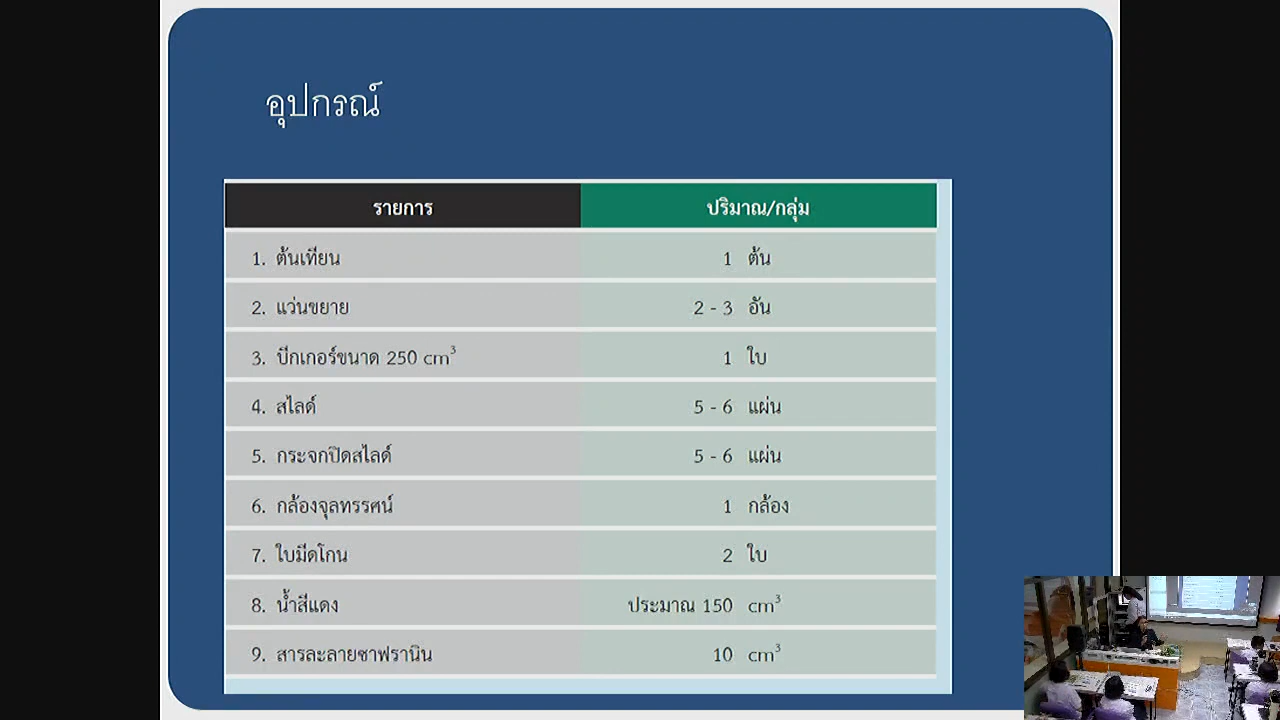 อุปกรณ์
รายการ ปริมาณ/กลุ่ม
1. ต้นเทียน 1 ต้น
2. แว่นขยาย 2 - 3 อัน
3. บีกเกอร์ขนาด 250 cm³ 1 ใบ
4. สไลด์ 5 - 6 แผ่น
5. กระจกปิดสไลด์ 5 - 6 แผ่น
6. กล้องจุลทรรศน์ 1 กล้อง
7. ใบมีดโกน 2 ใบ
8. น้ำสีแดง ประมาณ 150 cm³
9. สารละลายซาฟรานิน 10 cm³